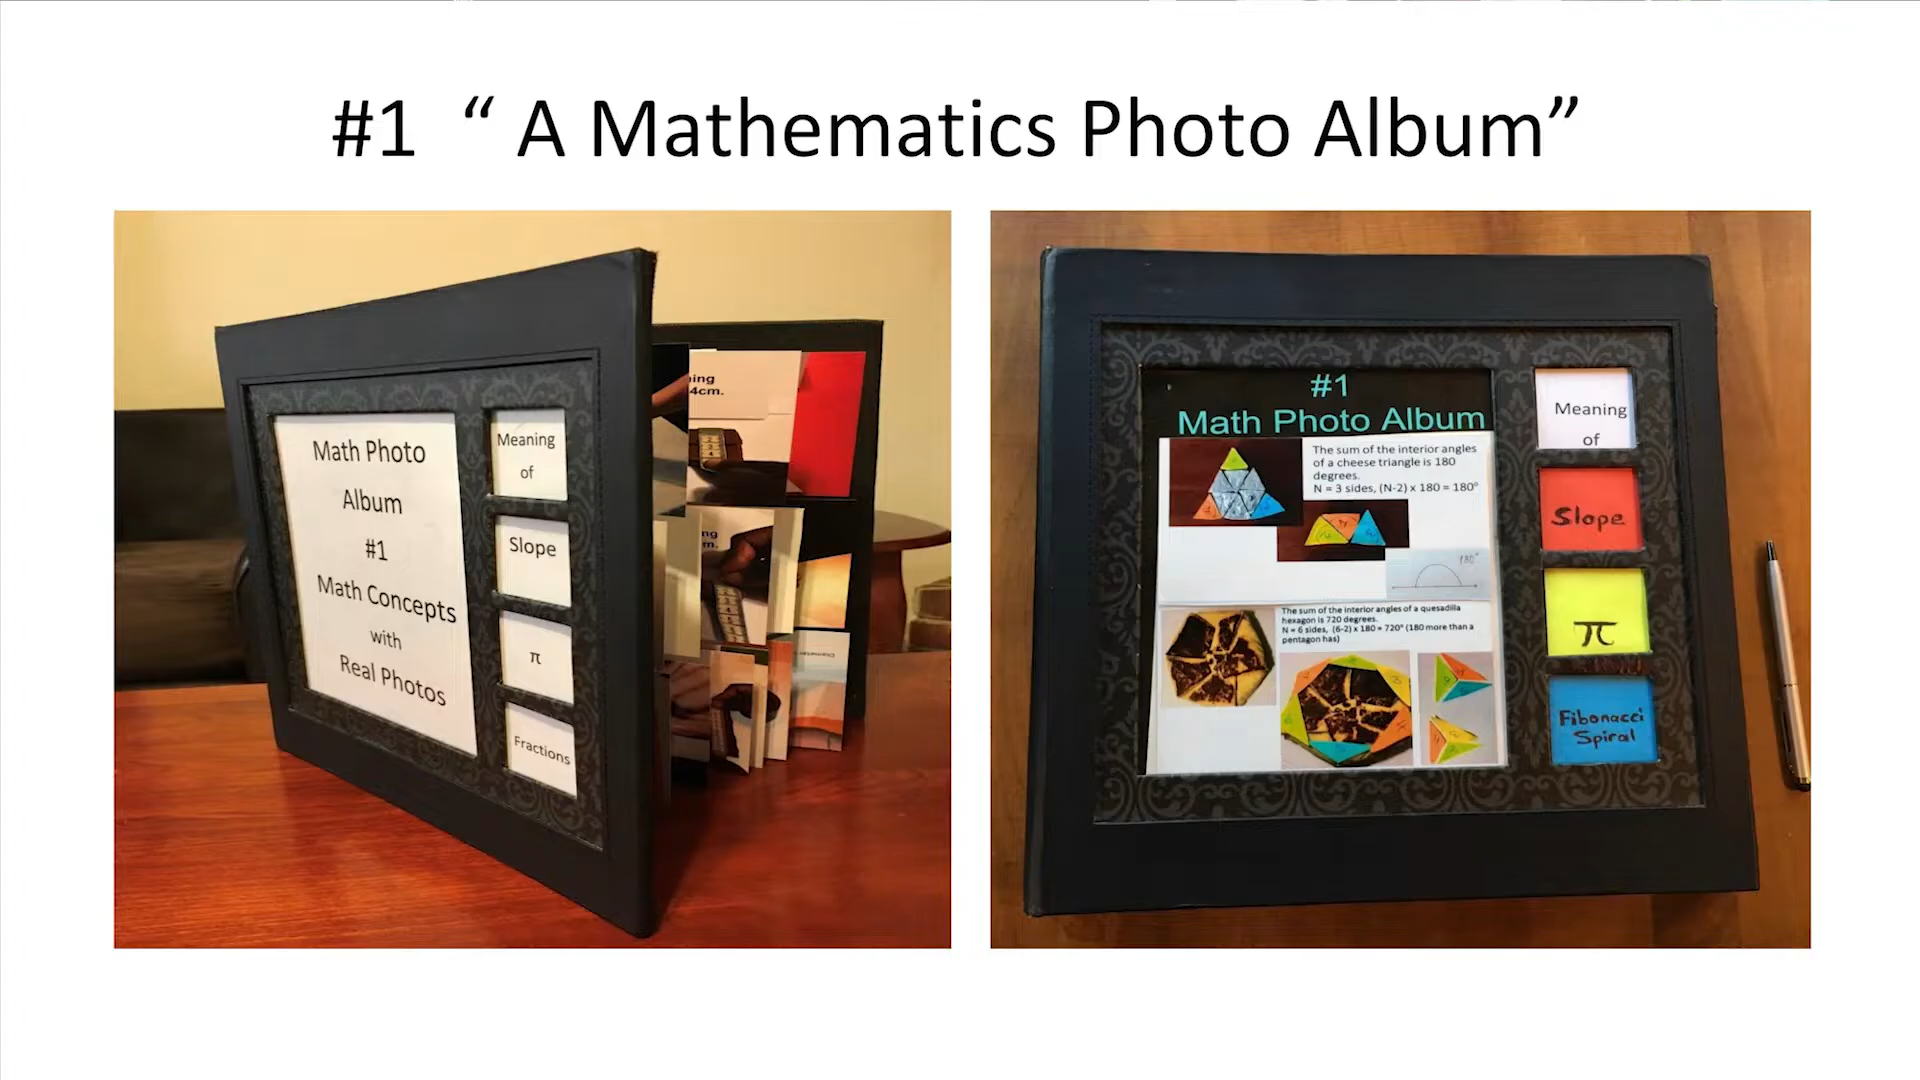 #1 “ A Mathematics Photo Album”
Math Photo
Album
#1
Math Concepts
with
Real Photos
Meaning
of
Slope
π
Fractions
4cm.
#1
Math Photo Album
The sum of the interior angles
of a cheese triangle is 180
degrees.
N = 3 sides, (N-2) x 180 = 180°
180°
The sum of the interior angles of a quesadilla
hexagon is 720 degrees.
N = 6 sides, (6-2) x 180 = 720° (180 more than a
pentagon has)
Meaning
of
Slope
π
Fibonacci
Spiral